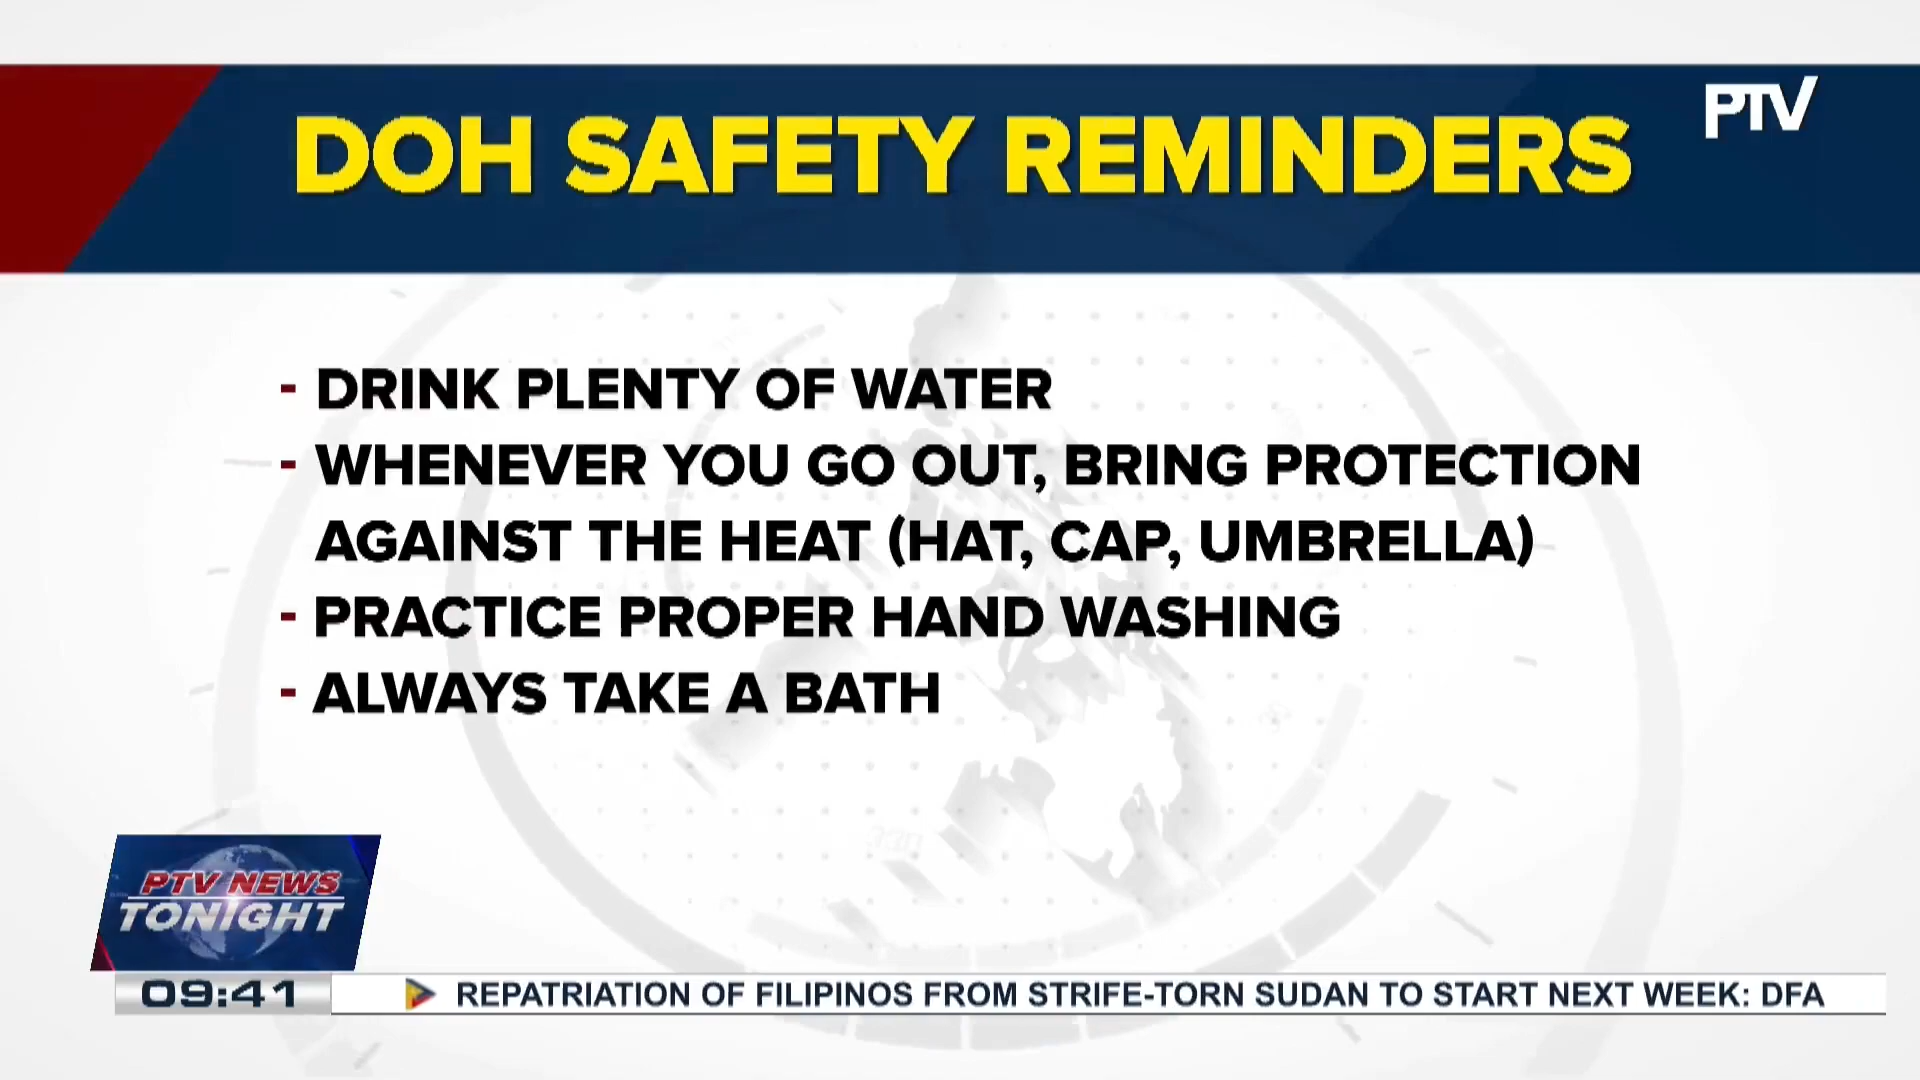 DOH SAFETY REMINDERS
PTV
- DRINK PLENTY OF WATER
- WHENEVER YOU GO OUT, BRING PROTECTION
AGAINST THE HEAT (HAT, CAP, UMBRELLA)
- PRACTICE PROPER HAND WASHING
- ALWAYS TAKE A BATH
PTV NEWS
TONIGHT
09:41
REPATRIATION OF FILIPINOS FROM STRIFE-TORN SUDAN TO START NEXT WEEK: DFA